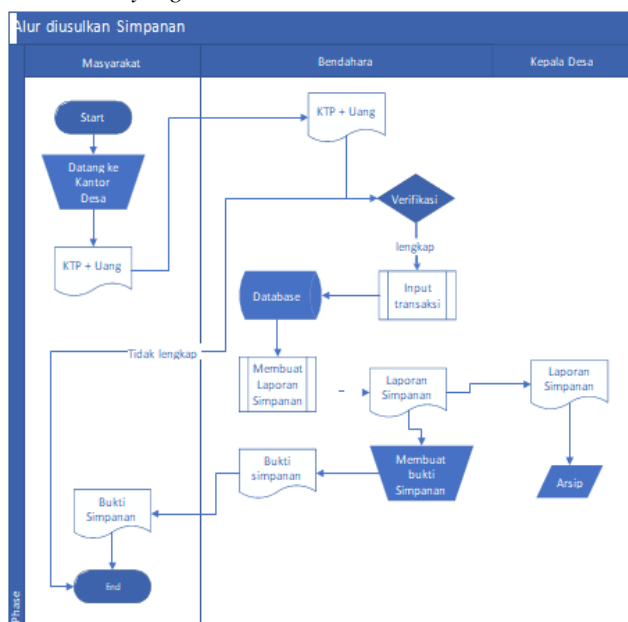 Alur diusulkan Simpanan
Masyarakat
Bendahara
Kepala Desa
Start
KTP + Uang
Datang ke
Kantor
Desa
Verifikasi
lengkap
KTP + Uang
Database
Input
transaksi
Tidak lengkap
Membuat
Laporan
Simpanan
Laporan
Simpanan
Laporan
Simpanan
Bukti
simpanan
Membuat
bukti
Simpanan
Arsip
Bukti
Simpanan
End
Phase